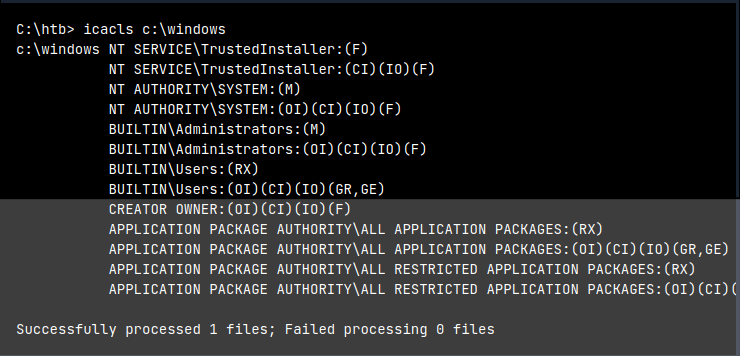 C:\htb> icacls c:\windows
c:\windows NT SERVICE\TrustedInstaller:(F)
NT SERVICE\TrustedInstaller:(CI)(IO)(F)
NT AUTHORITY\SYSTEM:(M)
NT AUTHORITY\SYSTEM:(OI)(CI)(IO)(F)
BUILTIN\Administrators:(M)
BUILTIN\Administrators:(OI)(CI)(IO)(F)
BUILTIN\Users:(RX)
BUILTIN\Users:(OI)(CI)(IO)(GR,GE)
CREATOR OWNER:(OI)(CI)(IO)(F)
APPLICATION PACKAGE AUTHORITY\ALL APPLICATION PACKAGES:(RX)
APPLICATION PACKAGE AUTHORITY\ALL APPLICATION PACKAGES:(OI)(CI)(IO)(GR,GE)
APPLICATION PACKAGE AUTHORITY\ALL RESTRICTED APPLICATION PACKAGES:(RX)
APPLICATION PACKAGE AUTHORITY\ALL RESTRICTED APPLICATION PACKAGES:(OI)(CI)(
Successfully processed 1 files; Failed processing 0 files